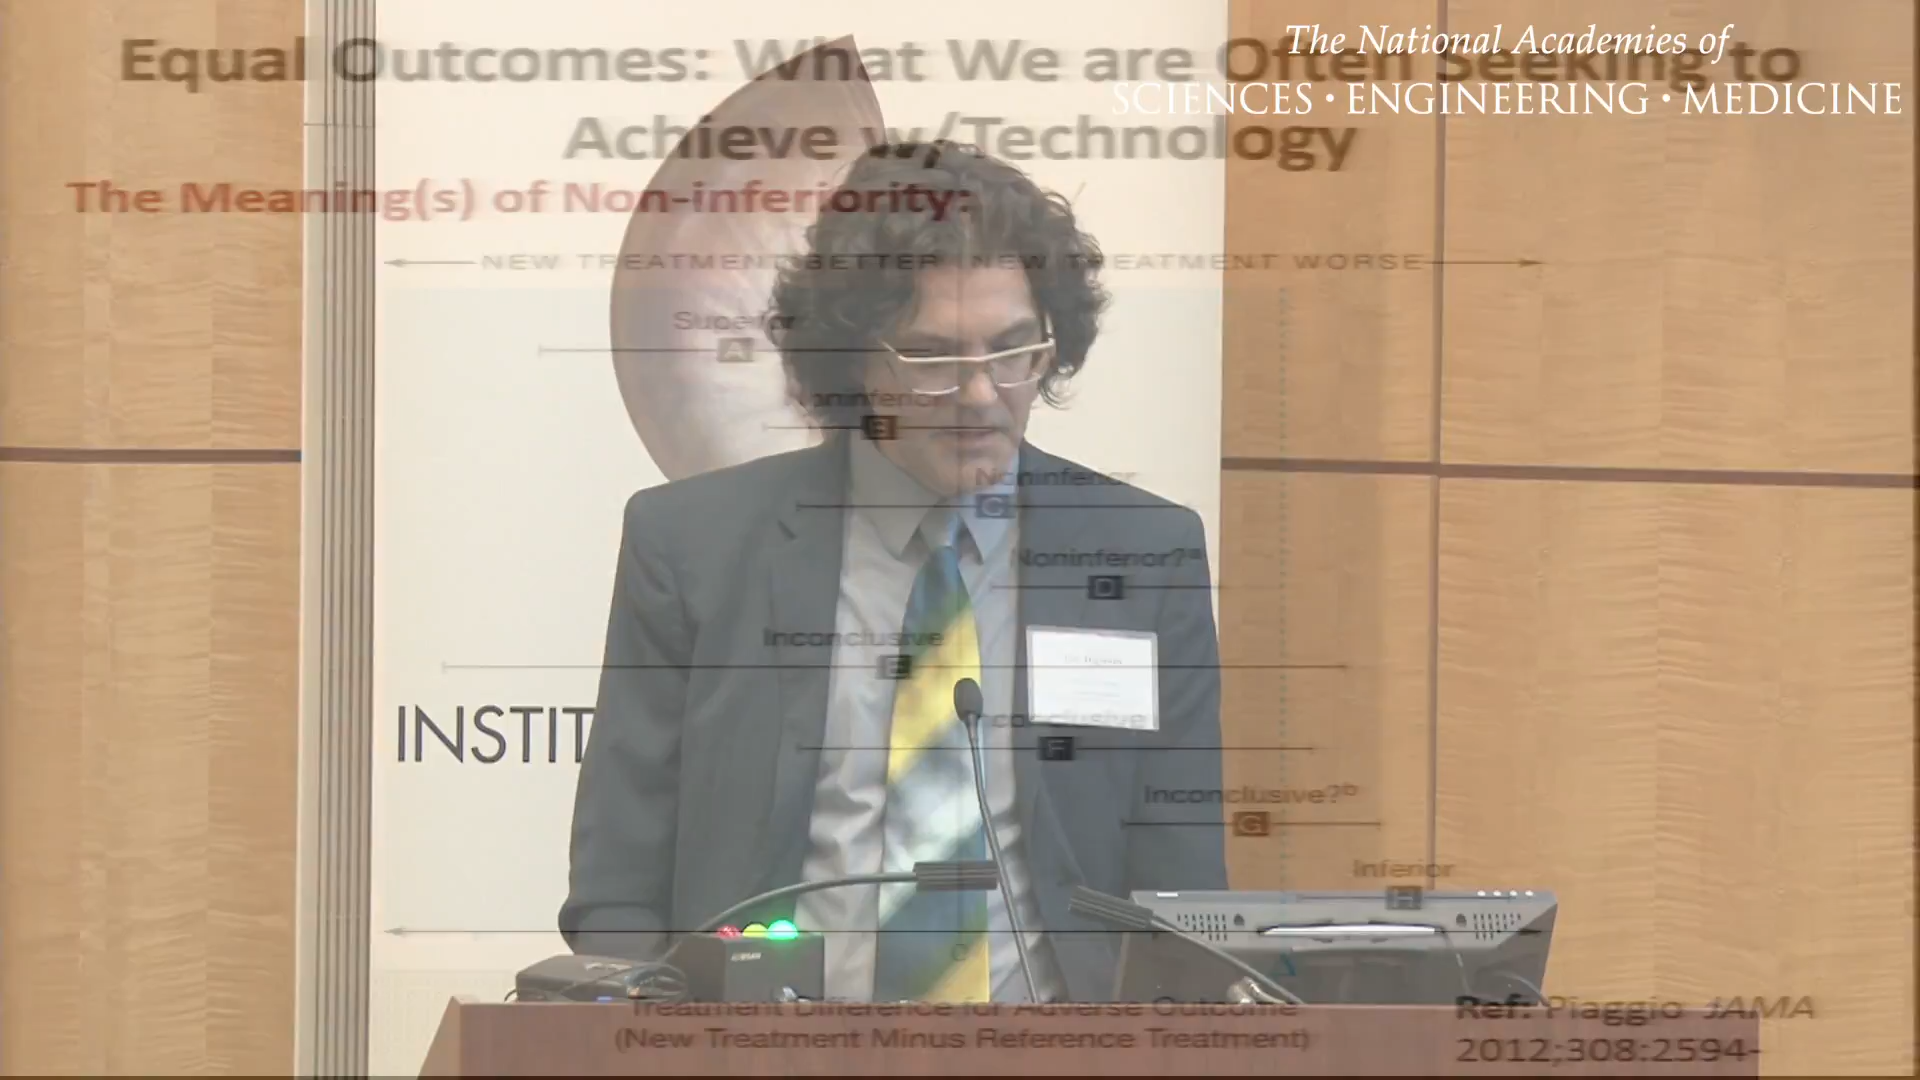 The National Academies of
SCIENCES • ENGINEERING • MEDICINE
Equal Outcomes: What We are Often Seeking to
Achieve w/Technology
The Meaning(s) of Non-inferiority:
NEW TREATMENT BETTER NEW TREATMENT WORSE
Superior
A
Noninferior
B
Noninferior
C
Noninferior?ᵃ
D
Inconclusive
E
INSTIT
Inconclusive
F
Inconclusive?ᵇ
G
Inferior
H
0
Δ
Treatment Difference for Adverse Outcome
(New Treatment Minus Reference Treatment)
Ref: Piaggio JAMA
2012;308:2594-